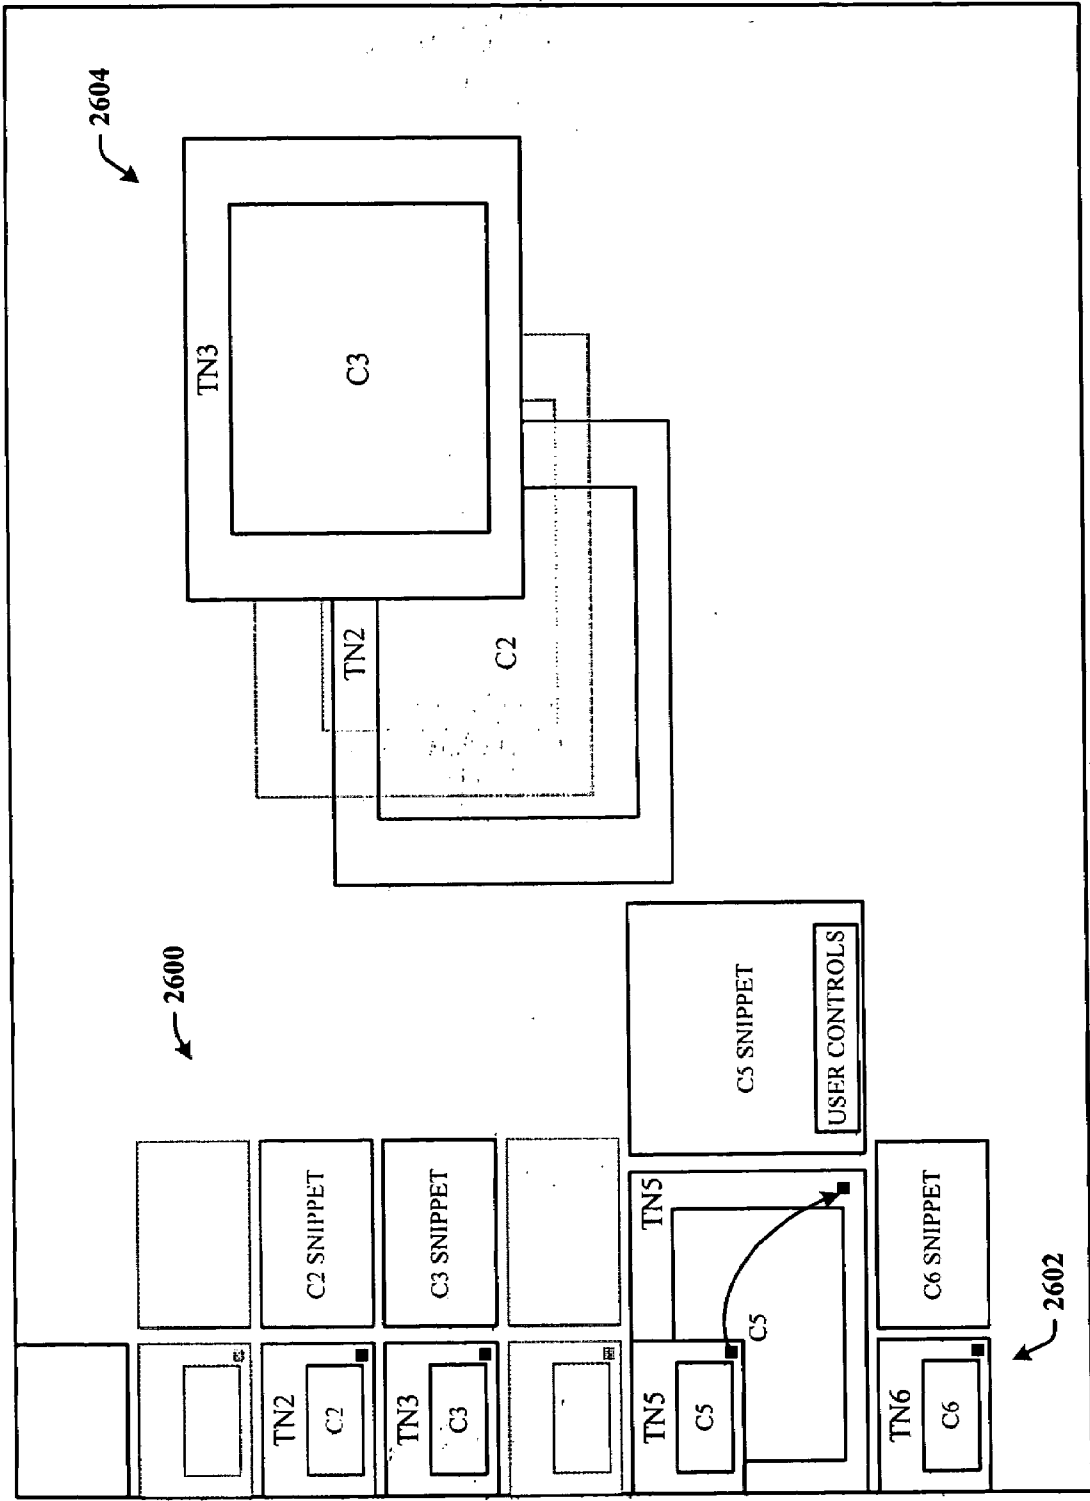 2600
2604
TN3
C3
TN2
C2
TN2
C2
C2 SNIPPET
TN3
C3
C3 SNIPPET
TN5
C5
TN5
C5
C5 SNIPPET
USER CONTROLS
TN6
C6
C6 SNIPPET
2602